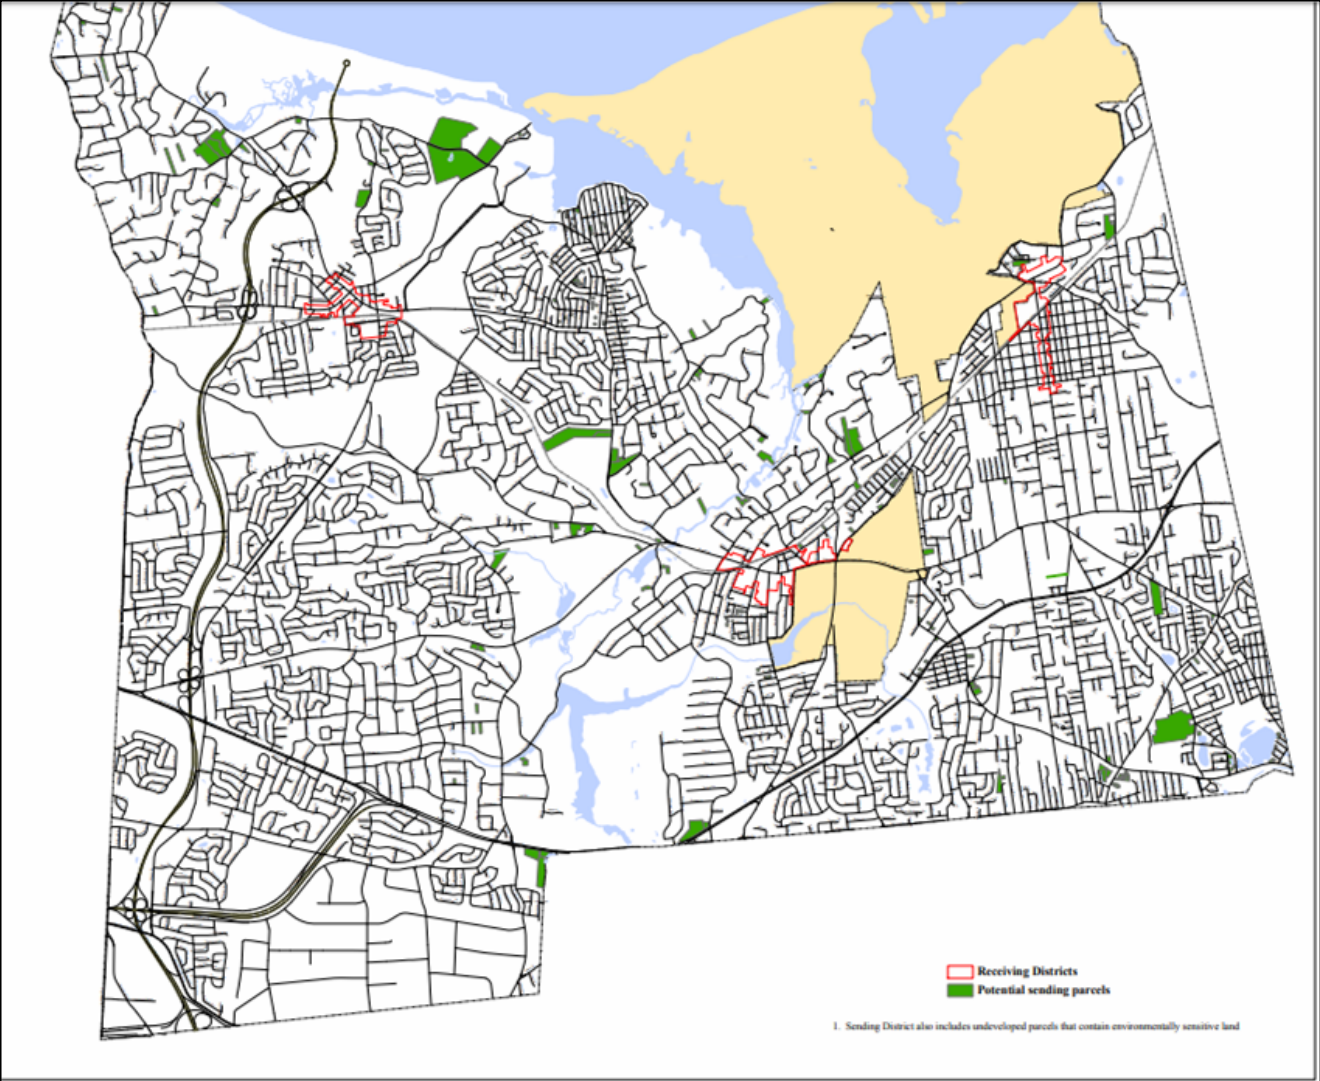 Receiving Districts
Potential sending parcels
1. Sending District also includes undeveloped parcels that contain environmentally sensitive land